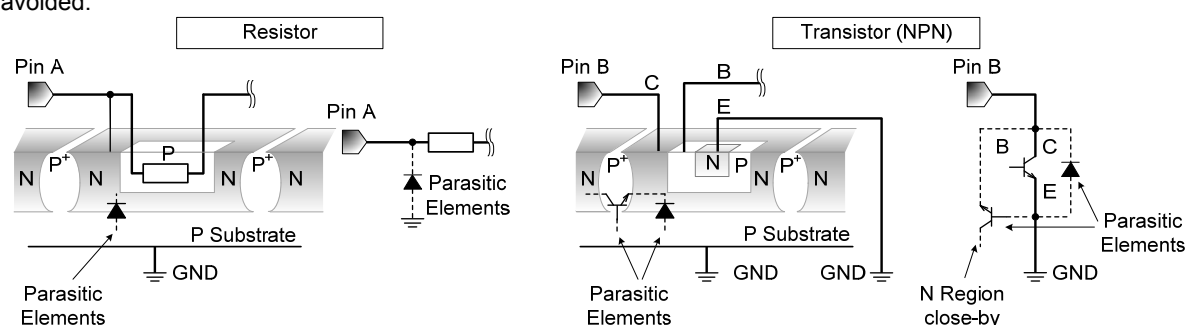 avoided.
Resistor
Transistor (NPN)
Pin A
Pin A
Pin B
Pin B
C
B
E
N
P+
N
P
N
P+
N
Parasitic
Elements
P Substrate
GND
Parasitic
Elements
N
P+
N
P
N
P+
N
P Substrate
GND
GND
Parasitic
Elements
B
C
E
Parasitic
Elements
GND
N Region
close-by